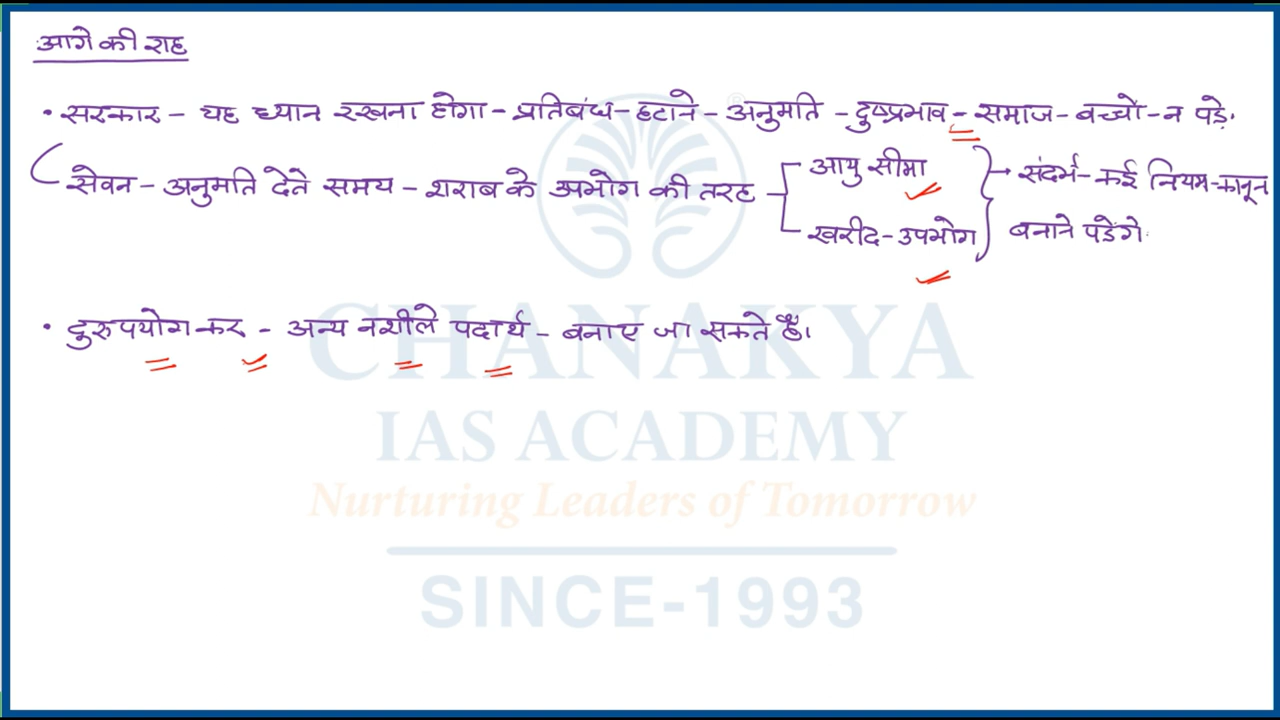 आगे की राह
• सरकार – यह ध्यान रखना होगा – प्रतिबंध – हटाने – अनुमति – दुष्प्रभाव – समाज – बच्चो – न पड़े.
सेवन – अनुमति देते समय – शराब के उपभोग की तरह – आयु सीमा → संदर्भ – कई नियम-कानून
खरीद – उपभोग बनाने पड़ेंगे.
• दुरुपयोग कर – अन्य नशीले पदार्थ – बनाए जा सकते हैं।
CHANAKYA
IAS ACADEMY
Nurturing Leaders of Tomorrow
SINCE-1993